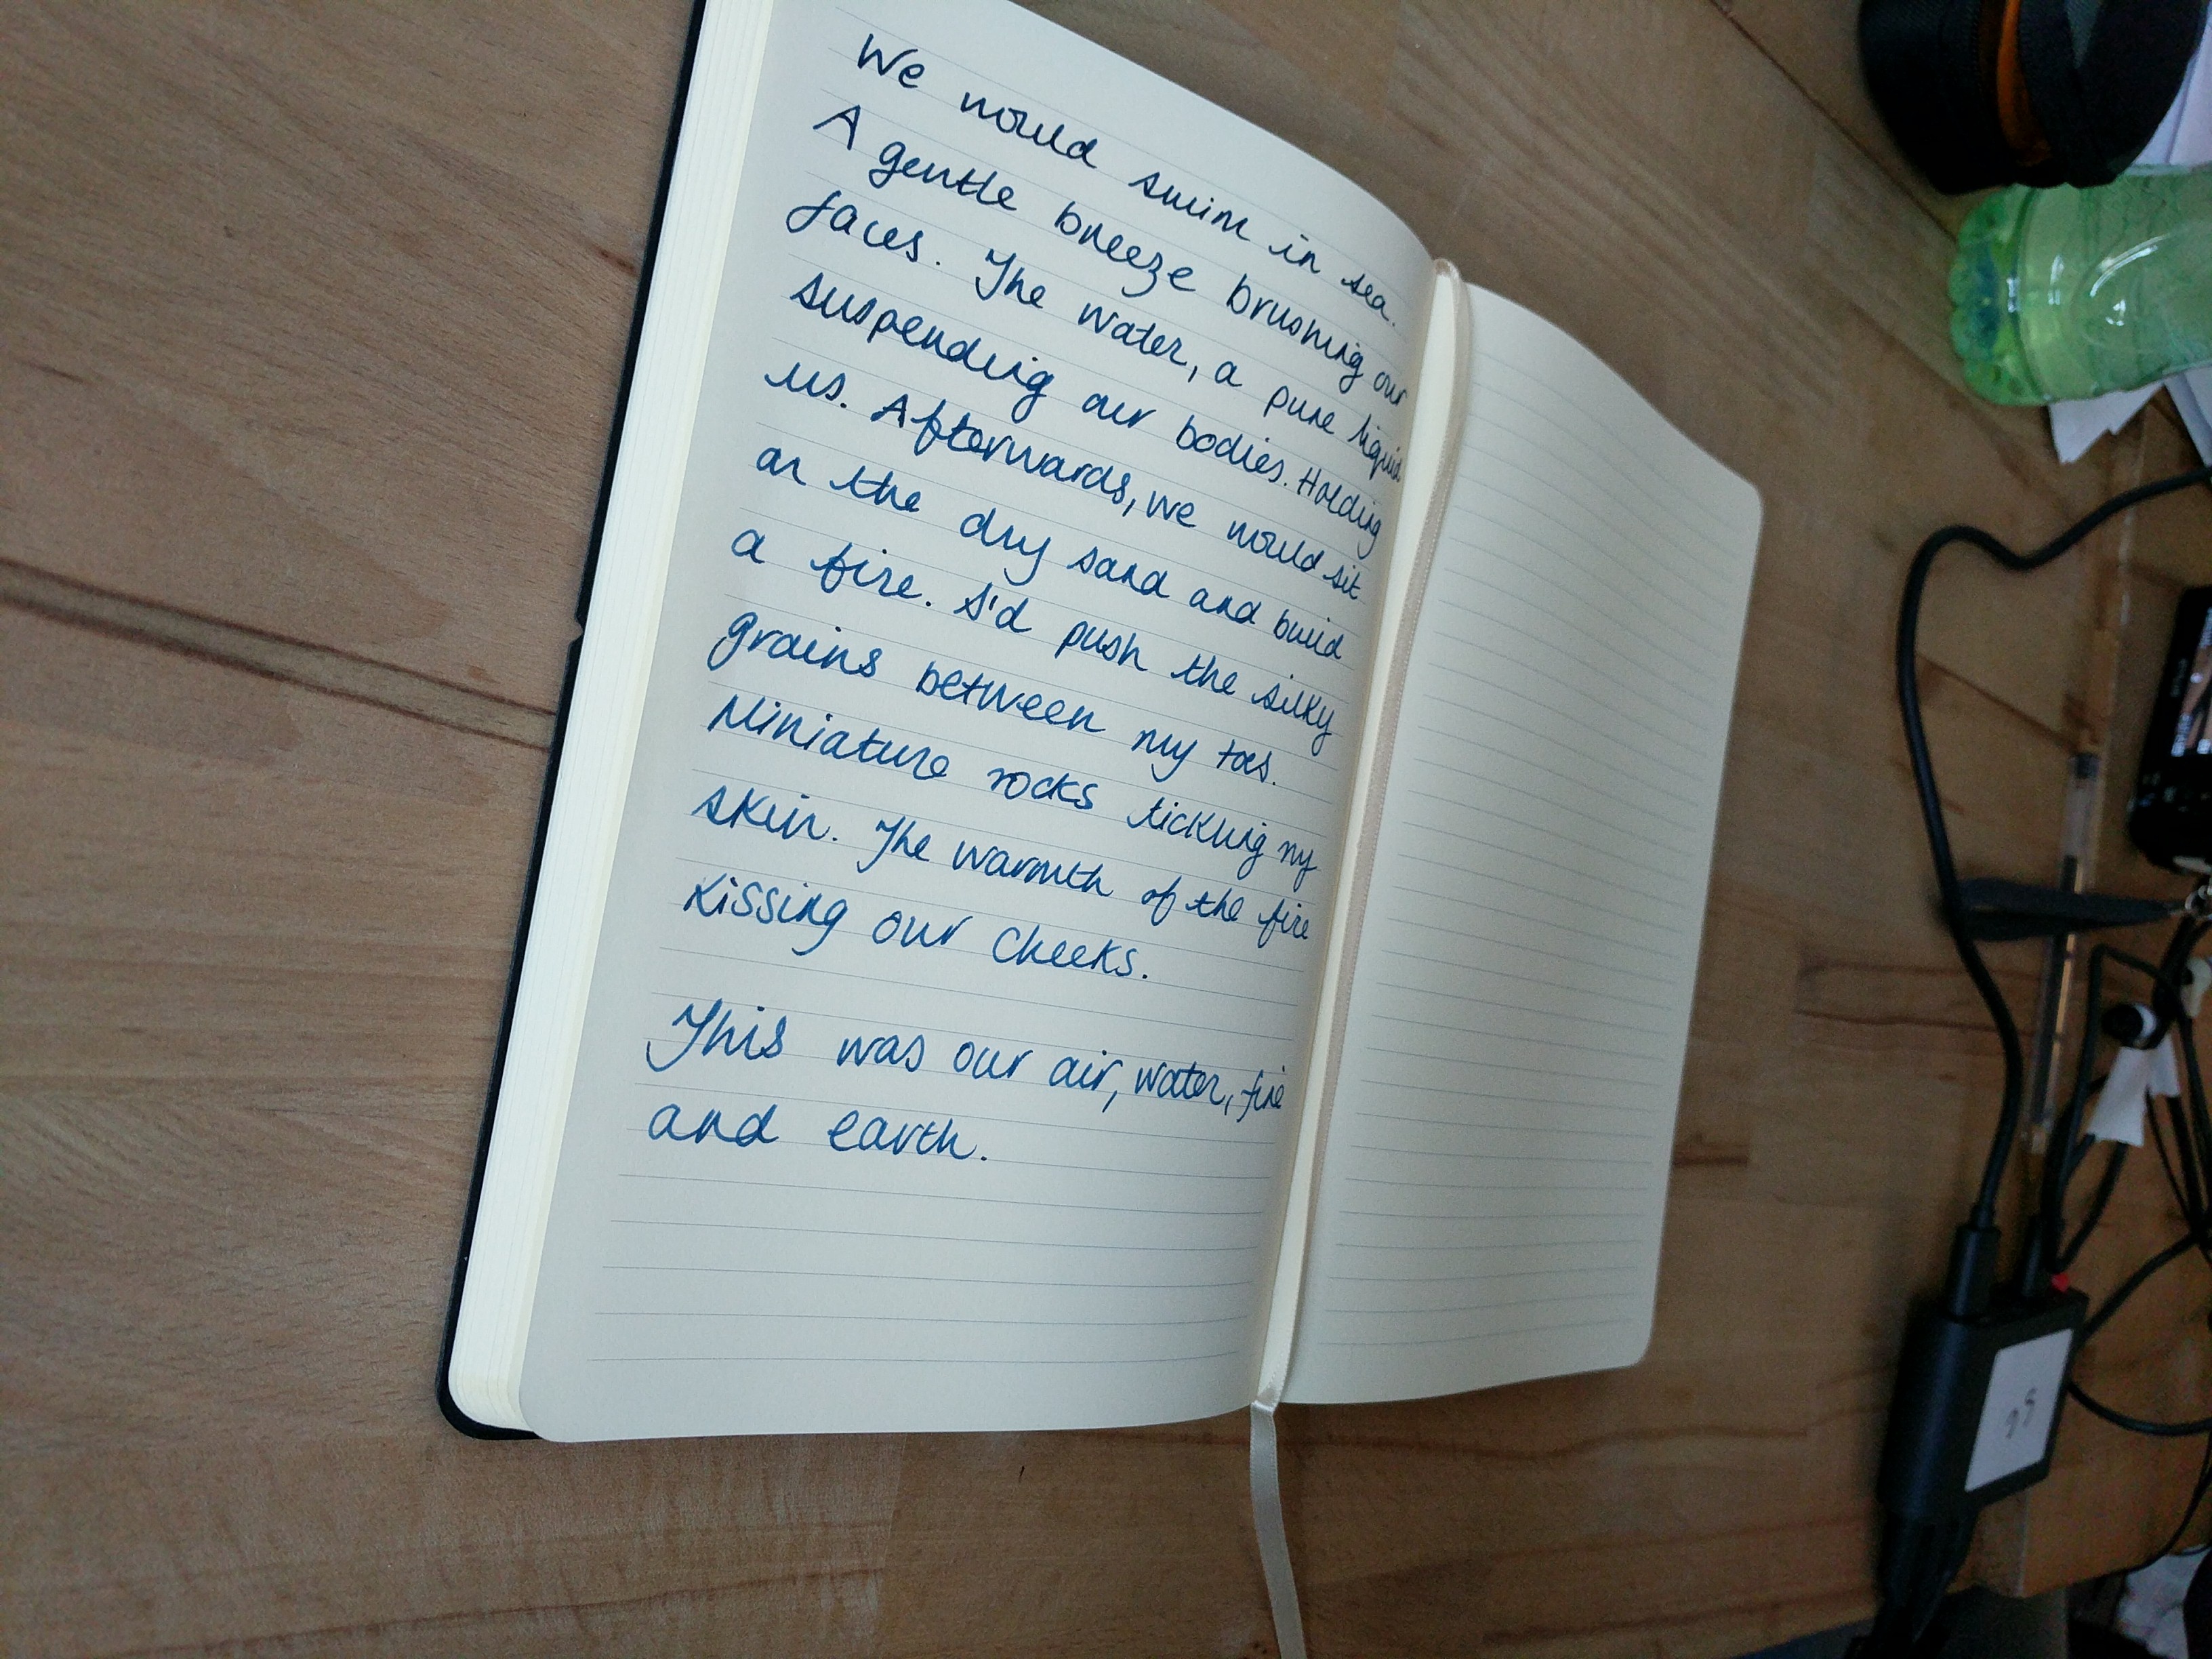 We would swim in sea.
A gentle breeze brushing our
faces. The water, a pure liquid
suspending our bodies. Holding
us. Afterwards, we would sit
on the dry sand and build
a fire. I'd push the silky
grains between my toes.
Miniature rocks tickling my
skin. The warmth of the fire
kissing our cheeks.
This was our air, water, fire
and earth.